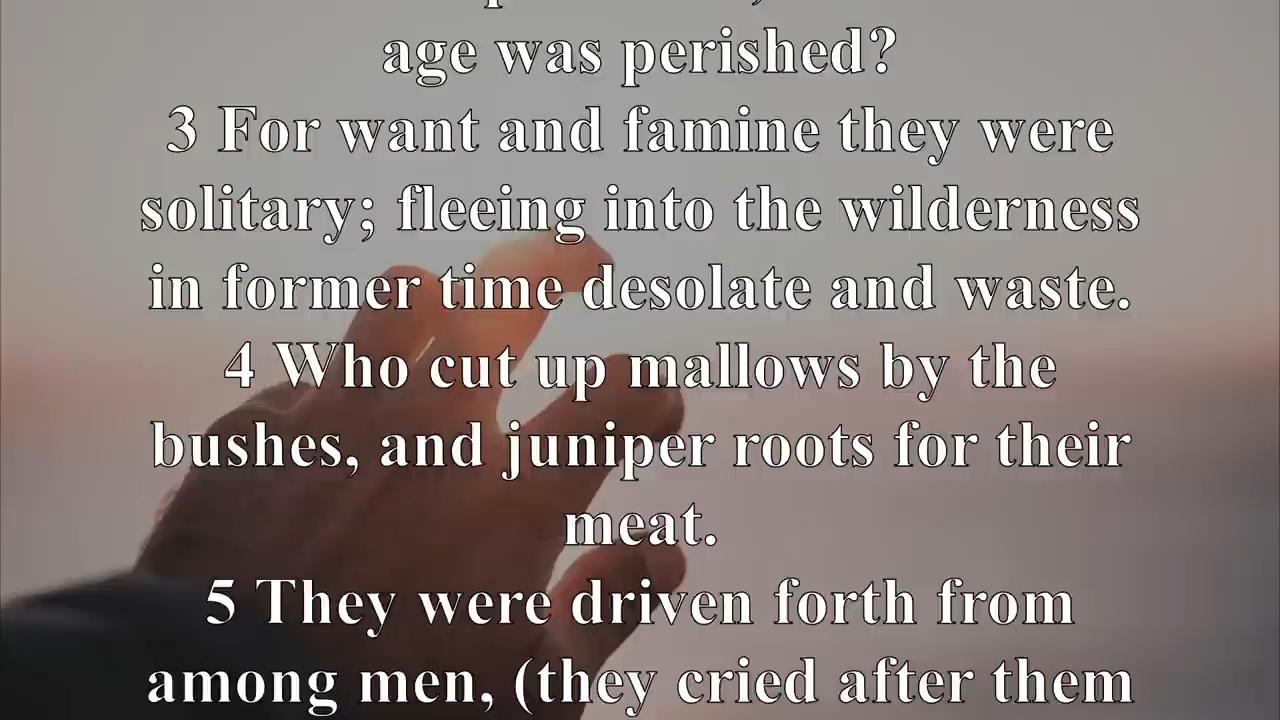 age was perished?
3 For want and famine they were
solitary; fleeing into the wilderness
in former time desolate and waste.
4 Who cut up mallows by the
bushes, and juniper roots for their
meat.
5 They were driven forth from
among men, (they cried after them